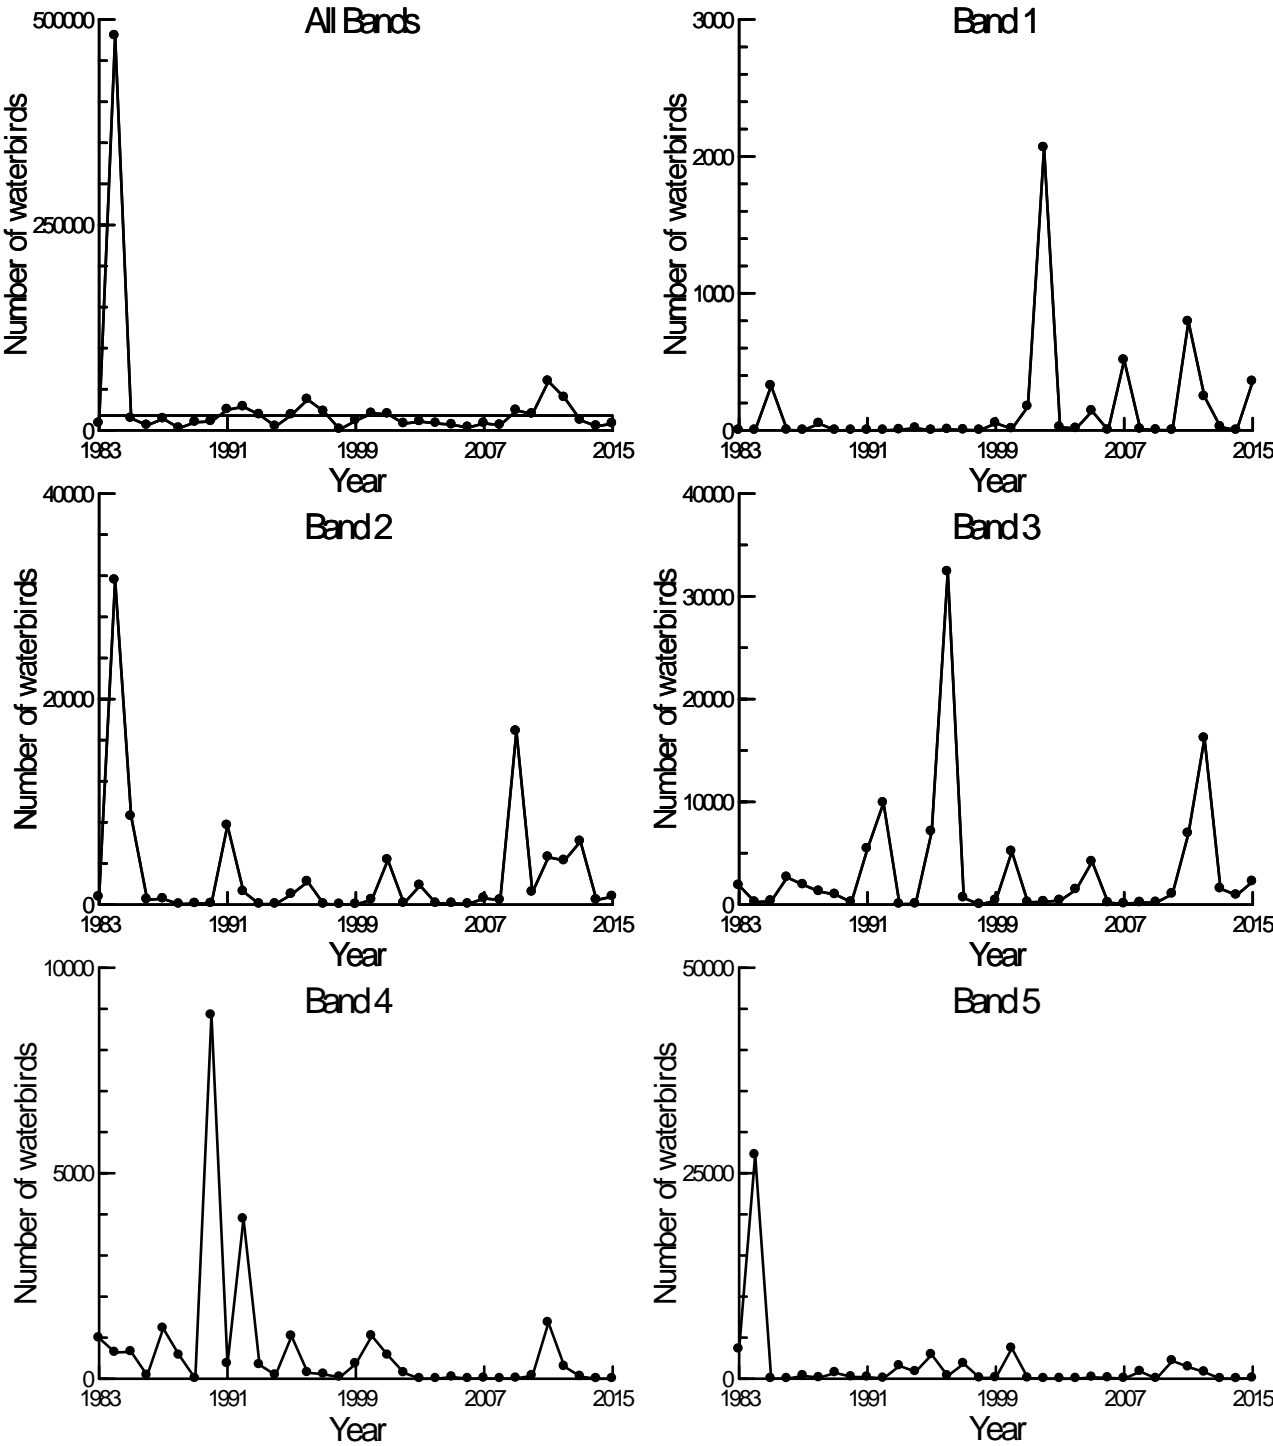 All Bands
500000
250000
0
Number of waterbirds
1983 1991 1999 2007 2015
Year
Band 1
3000
2000
1000
0
Number of waterbirds
1983 1991 1999 2007 2015
Year
Band 2
40000
20000
0
Number of waterbirds
1983 1991 1999 2007 2015
Year
Band 3
40000
30000
20000
10000
0
Number of waterbirds
1983 1991 1999 2007 2015
Year
Band 4
10000
5000
0
Number of waterbirds
1983 1991 1999 2007 2015
Year
Band 5
50000
25000
0
Number of waterbirds
1983 1991 1999 2007 2015
Year